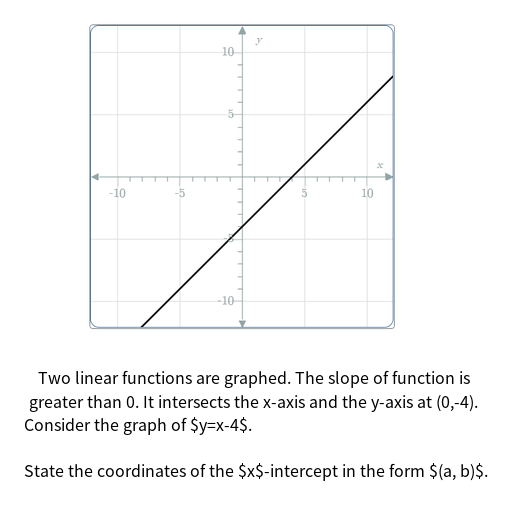 y
10
5
x
-10
-5
5
10
-5
-10
Two linear functions are graphed. The slope of function is
greater than 0. It intersects the x-axis and the y-axis at (0,-4).
Consider the graph of $y=x-4$.
State the coordinates of the $x$-intercept in the form $(a, b)$.